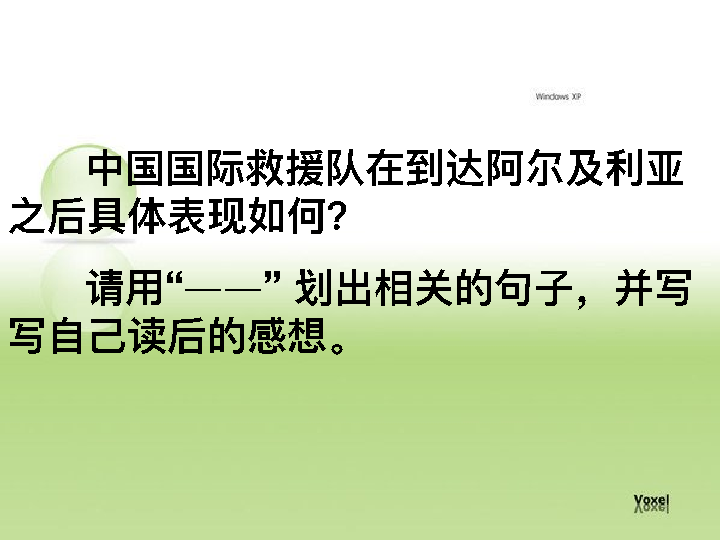 Windows XP
中国国际救援队在到达阿尔及利亚
之后具体表现如何?
请用“——” 划出相关的句子，并写
写自己读后的感想。
Voxel